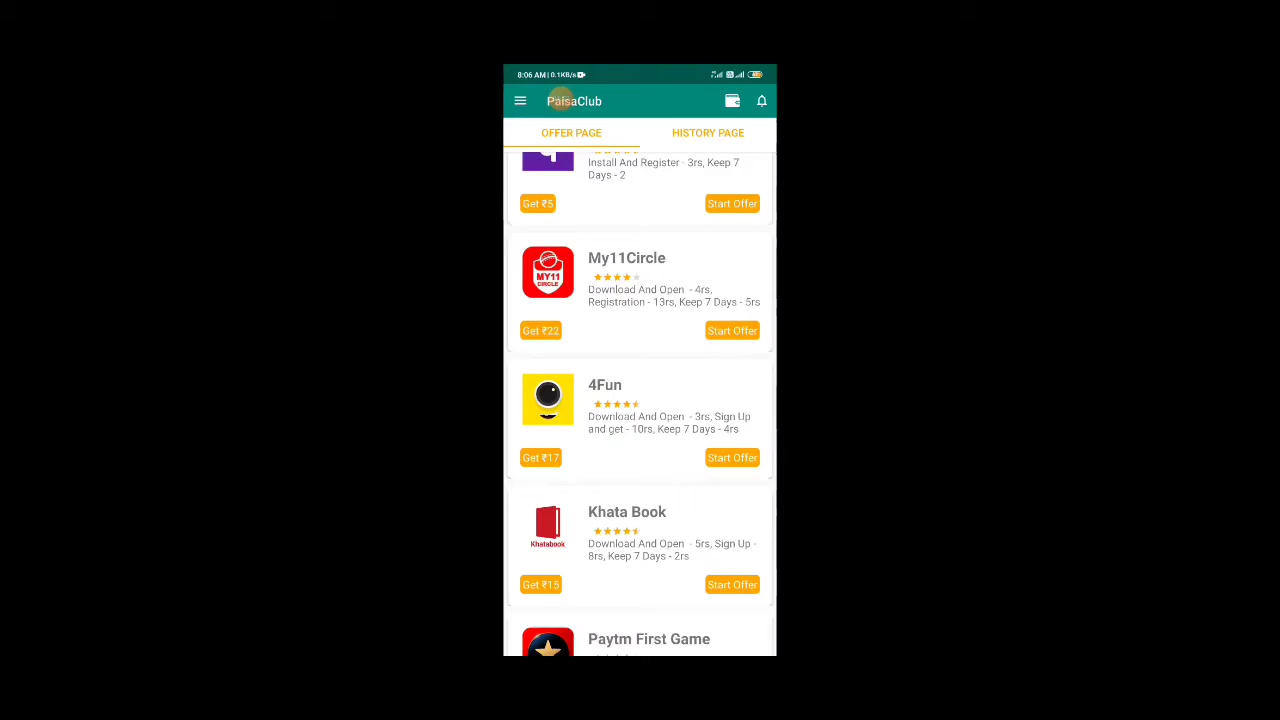 8:06 AM | 0.1KB/s
PaisaClub
OFFER PAGE
HISTORY PAGE
Install And Register - 3rs, Keep 7
Days - 2
Get ₹5
Start Offer
MY11
CIRCLE
My11Circle
Download And Open - 4rs,
Registration - 13rs, Keep 7 Days - 5rs
Get ₹22
Start Offer
4Fun
Download And Open - 3rs, Sign Up
and get - 10rs, Keep 7 Days - 4rs
Get ₹17
Start Offer
Khatabook
Khata Book
Download And Open - 5rs, Sign Up -
8rs, Keep 7 Days - 2rs
Get ₹15
Start Offer
Paytm First Game